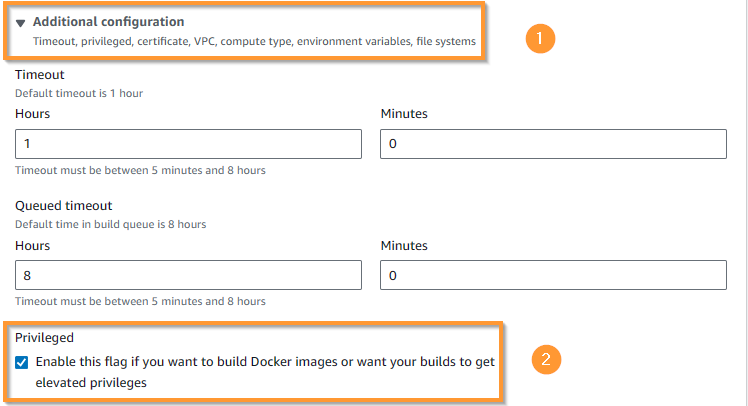 Additional configuration
Timeout, privileged, certificate, VPC, compute type, environment variables, file systems
1
Timeout
Default timeout is 1 hour
Hours Minutes
1 0
Timeout must be between 5 minutes and 8 hours
Queued timeout
Default time in build queue is 8 hours
Hours Minutes
8 0
Timeout must be between 5 minutes and 8 hours
Privileged
Enable this flag if you want to build Docker images or want your builds to get
elevated privileges
2